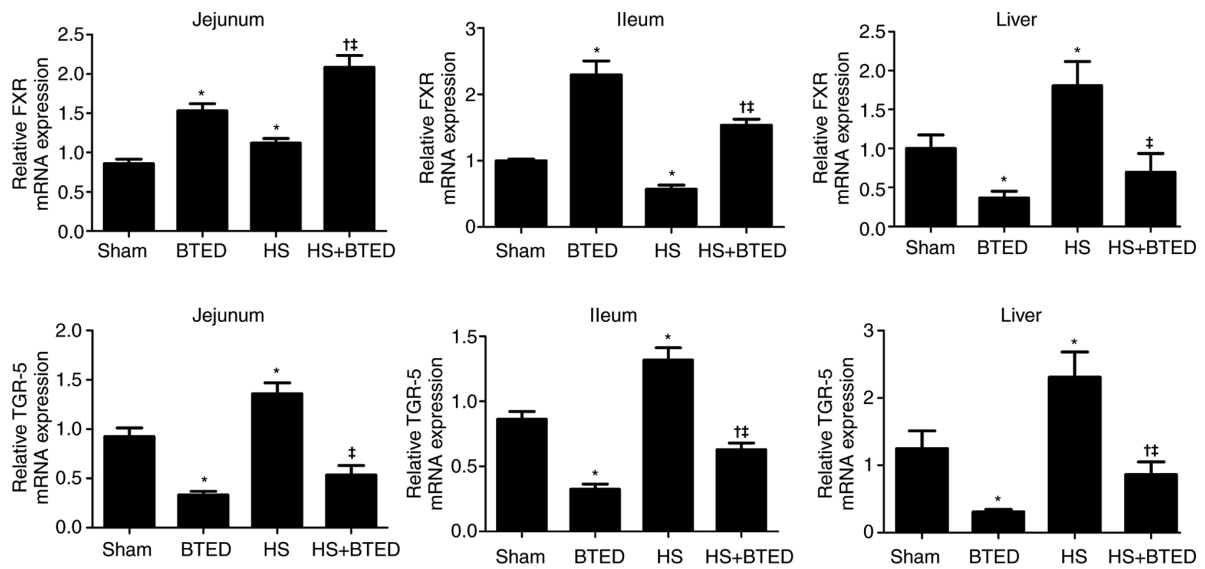 Jejunum
Relative FXR
mRNA expression
2.5
2.0
1.5
1.0
0.5
0.0
*
*
†‡
Sham BTED HS HS+BTED
Ileum
Relative FXR
mRNA expression
3
2
1
0
*
*
†‡
Sham BTED HS HS+BTED
Liver
Relative FXR
mRNA expression
2.5
2.0
1.5
1.0
0.5
0.0
*
*
‡
Sham BTED HS HS+BTED
Jejunum
Relative TGR-5
mRNA expression
2.0
1.5
1.0
0.5
0.0
*
*
‡
Sham BTED HS HS+BTED
Ileum
Relative TGR-5
mRNA expression
1.5
1.0
0.5
0.0
*
*
†‡
Sham BTED HS HS+BTED
Liver
Relative TGR-5
mRNA expression
3
2
1
0
*
*
†‡
Sham BTED HS HS+BTED